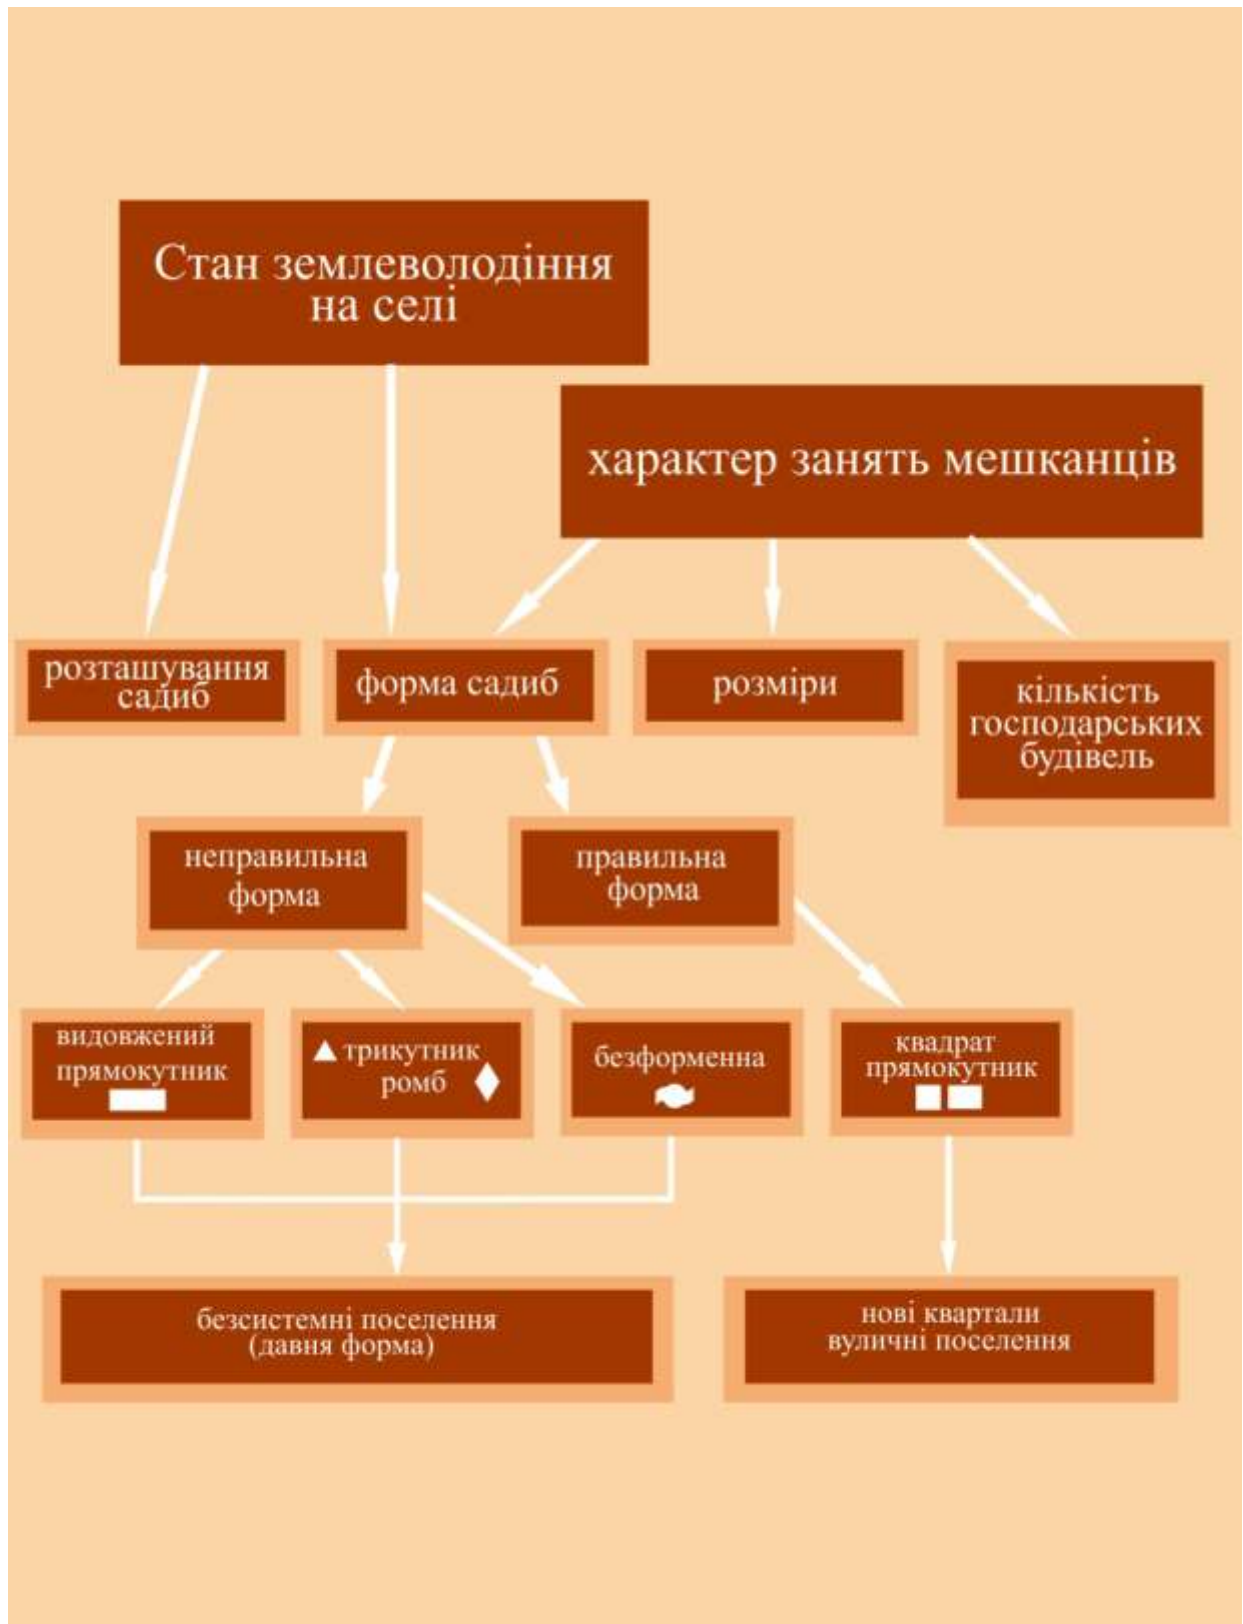 Стан землеволодіння
на селі
характер занять мешканців
розташування
садиб
форма садиб
розміри
кількість
господарських
будівель
неправильна
форма
правильна
форма
видовжений
прямокутник
трикутник
ромб
безформенна
квадрат
прямокутник
безсистемні поселення
(давня форма)
нові квартали
вуличні поселення